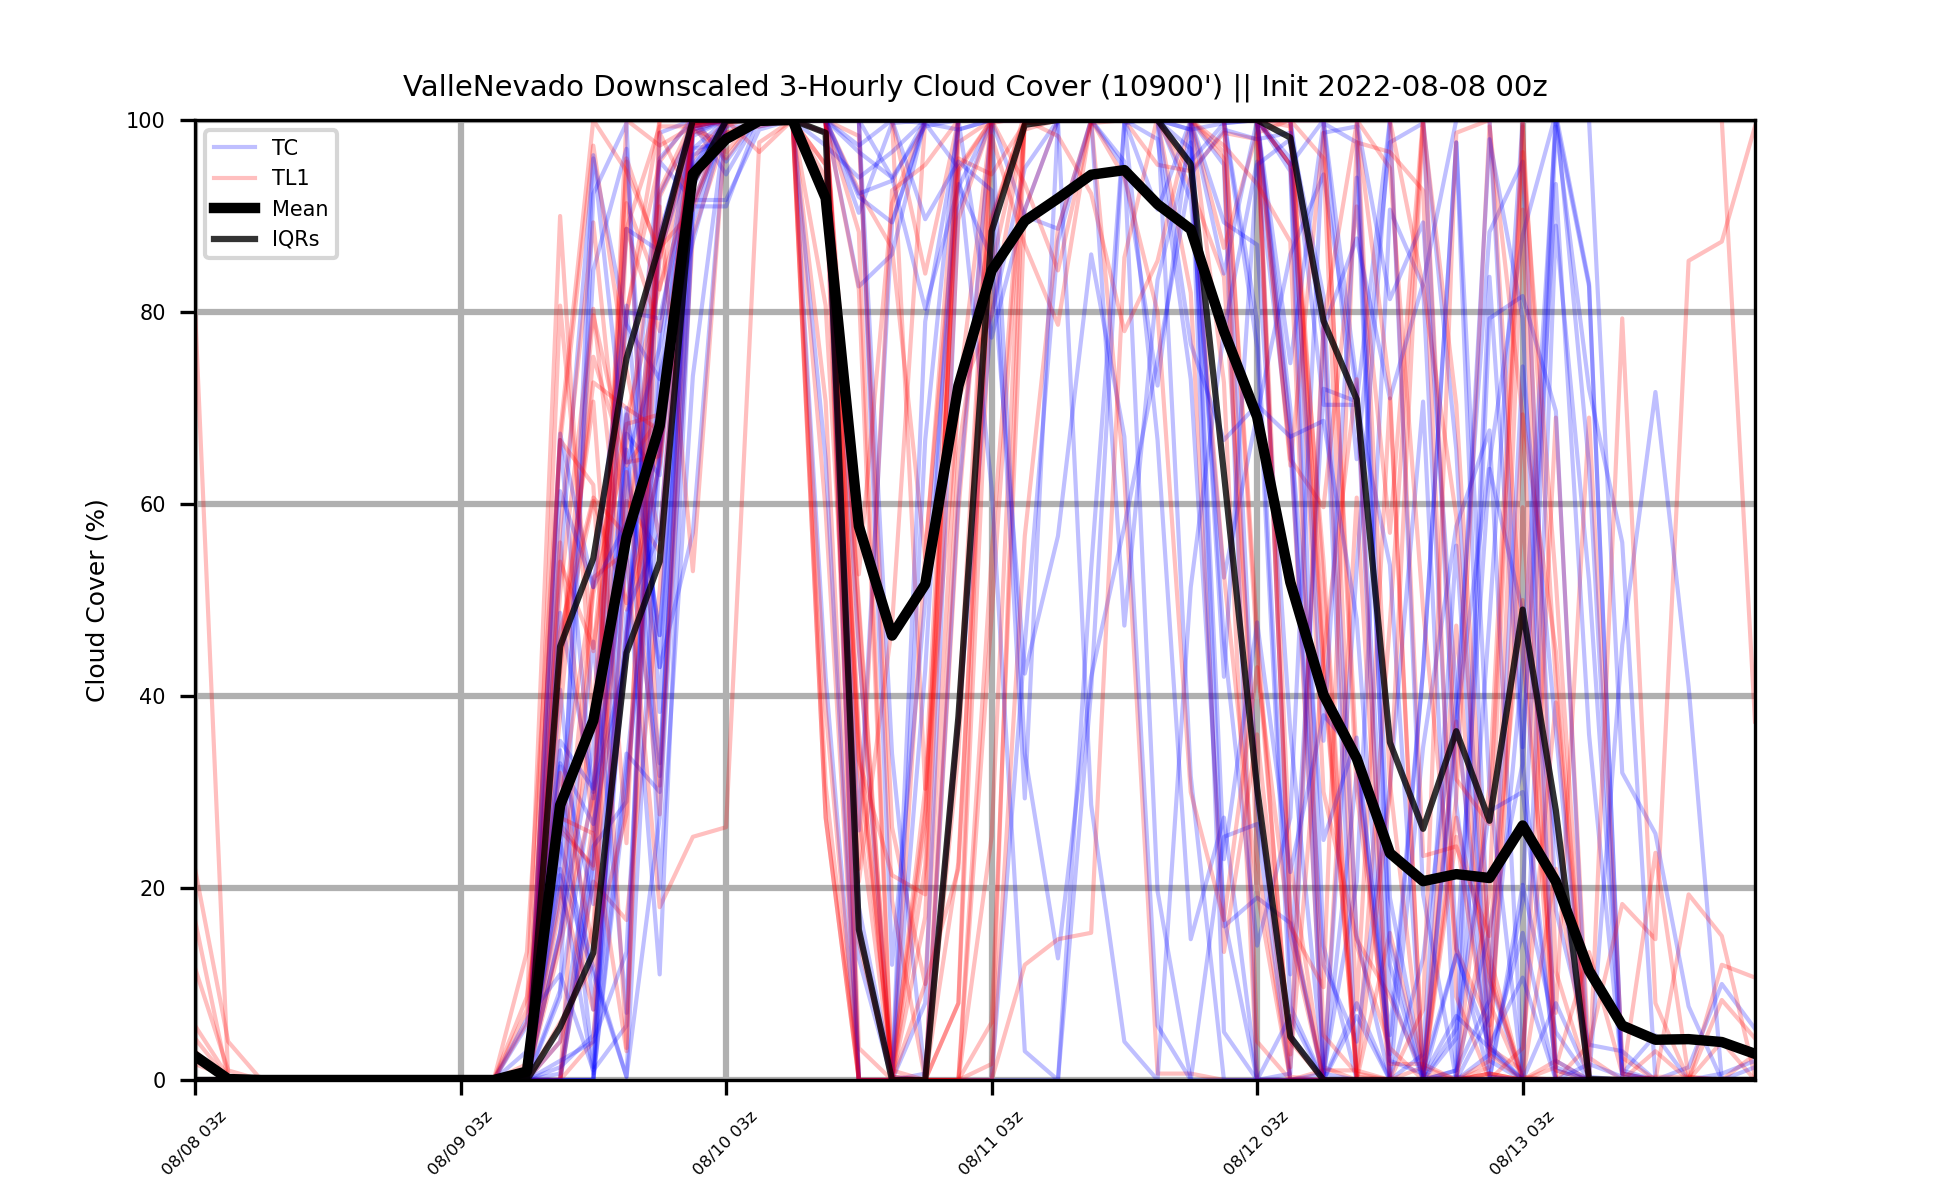 ValleNevado Downscaled 3-Hourly Cloud Cover (10900') || Init 2022-08-08 00z
TC
TL1
Mean
IQRs
Cloud Cover (%)
100
80
60
40
20
0
08/08 03z
08/09 03z
08/10 03z
08/11 03z
08/12 03z
08/13 03z